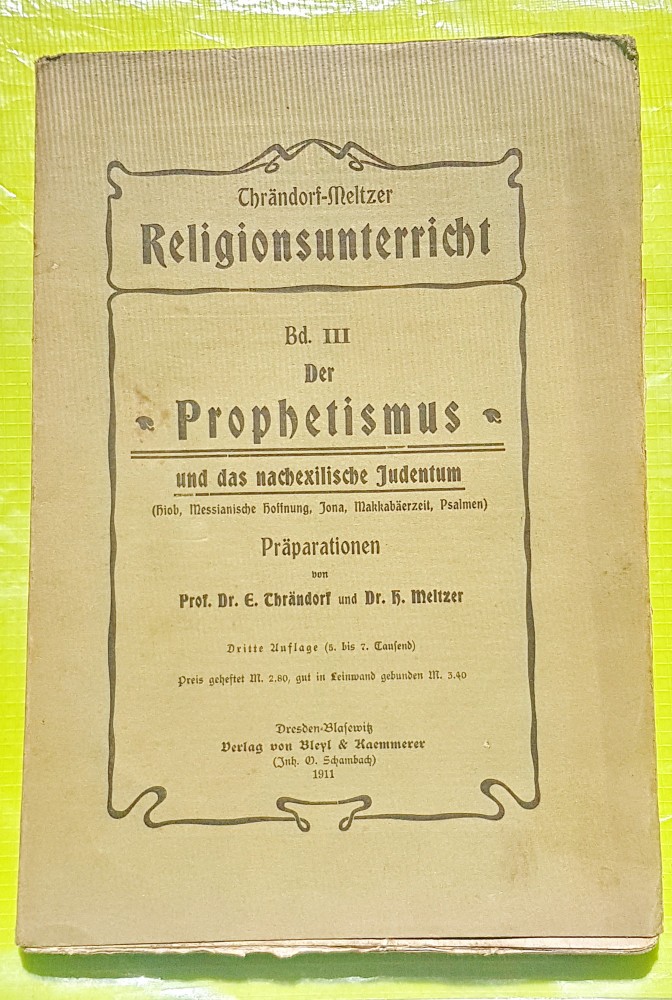 Thrändorf-Meltzer
Religionsunterricht
Bd. III
Der
Prophetismus
und das nachexilische Judentum
(Hiob, Messianische Hoffnung, Jona, Makkabäerzeit, Psalmen)
Präparationen
von
Prof. Dr. E. Thrändorf und Dr. H. Meltzer
Dritte Auflage (5. bis 7. Tausend)
Preis geheftet M. 2.80, gut in Leinwand gebunden M. 3.40
Dresden-Blasewitz
Verlag von Bleyl & Kaemmerer
(Inh. O. Schambach)
1911